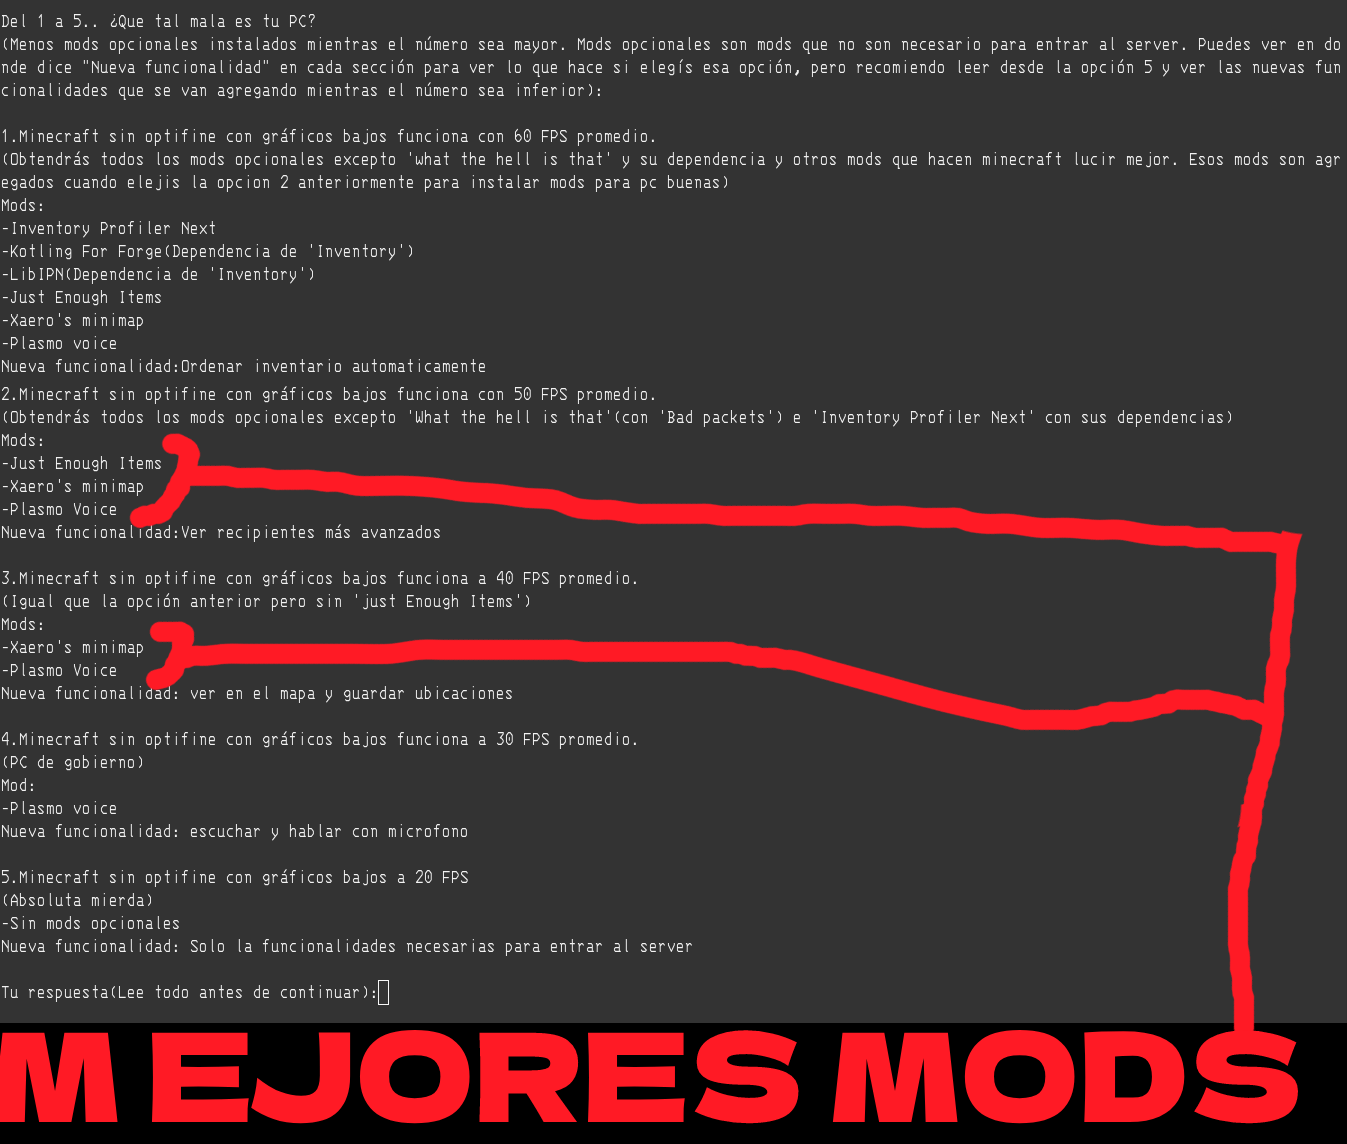 Del 1 a 5.. ¿Que tal mala es tu PC?
(Menos mods opcionales instalados mientras el número sea mayor. Mods opcionales son mods que no son necesario para entrar al server. Puedes ver en do
nde dice "Nueva funcionalidad" en cada sección para ver lo que hace si elegís esa opción, pero recomiendo leer desde la opción 5 y ver las nuevas fun
cionalidades que se van agregando mientras el número sea inferior):
1.Minecraft sin optifine con gráficos bajos funciona con 60 FPS promedio.
(Obtendrás todos los mods opcionales excepto 'what the hell is that' y su dependencia y otros mods que hacen minecraft lucir mejor. Esos mods son agr
egados cuando elejis la opcion 2 anteriormente para instalar mods para pc buenas)
Mods:
-Inventory Profiler Next
-Kotling For Forge(Dependencia de 'Inventory')
-LibIPN(Dependencia de 'Inventory')
-Just Enough Items
-Xaero's minimap
-Plasmo voice
Nueva funcionalidad:Ordenar inventario automaticamente
2.Minecraft sin optifine con gráficos bajos funciona con 50 FPS promedio.
(Obtendrás todos los mods opcionales excepto 'What the hell is that'(con 'Bad packets') e 'Inventory Profiler Next' con sus dependencias)
Mods:
-Just Enough Items
-Xaero's minimap
-Plasmo Voice
Nueva funcionalidad:Ver recipientes más avanzados
3.Minecraft sin optifine con gráficos bajos funciona a 40 FPS promedio.
(Igual que la opción anterior pero sin 'just Enough Items')
Mods:
-Xaero's minimap
-Plasmo Voice
Nueva funcionalidad: ver en el mapa y guardar ubicaciones
4.Minecraft sin optifine con gráficos bajos funciona a 30 FPS promedio.
(PC de gobierno)
Mod:
-Plasmo voice
Nueva funcionalidad: escuchar y hablar con microfono
5.Minecraft sin optifine con gráficos bajos a 20 FPS
(Absoluta mierda)
-Sin mods opcionales
Nueva funcionalidad: Solo la funcionalidades necesarias para entrar al server
Tu respuesta(Lee todo antes de continuar):
M EJORES MODS